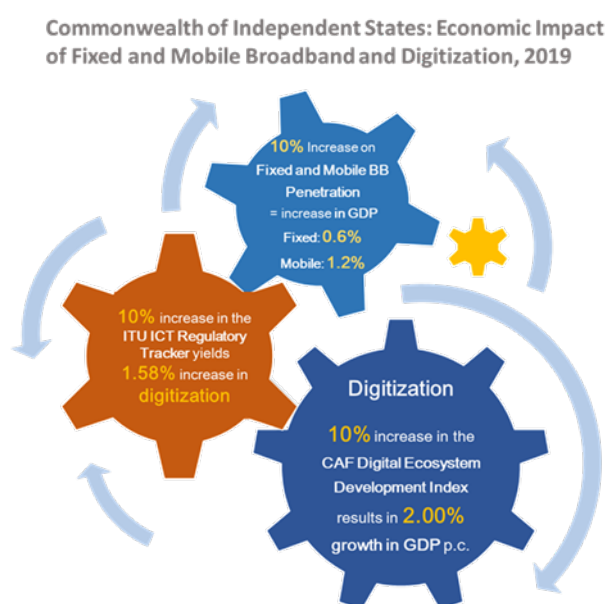 Commonwealth of Independent States: Economic Impact
of Fixed and Mobile Broadband and Digitization, 2019
10% Increase on
Fixed and Mobile BB
Penetration
= increase in GDP
Fixed: 0.6%
Mobile: 1.2%
10% increase in the
ITU ICT Regulatory
Tracker yields
1.58% increase in
digitization
Digitization
10% increase in the
CAF Digital Ecosystem
Development Index
results in 2.00%
growth in GDP p.c.